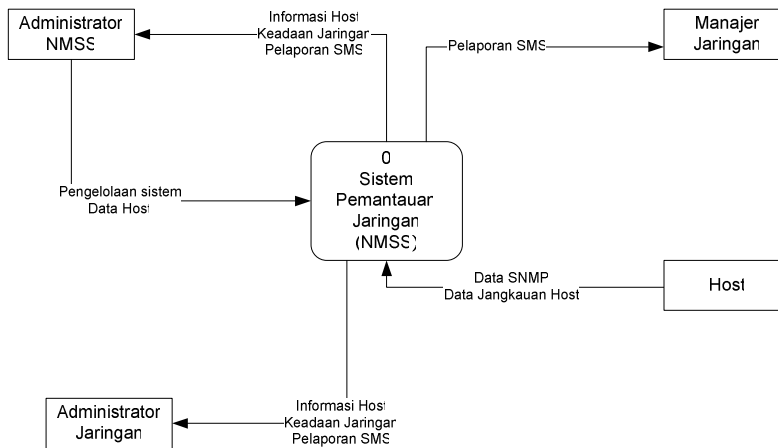 Administrator
NMSS
Informasi Host
Keadaan Jaringan
Pelaporan SMS
Pelaporan SMS
Manajer
Jaringan
0
Sistem
Pemantauan
Jaringan
(NMSS)
Pengelolaan sistem
Data Host
Data SNMP
Data Jangkauan Host
Host
Administrator
Jaringan
Informasi Host
Keadaan Jaringan
Pelaporan SMS